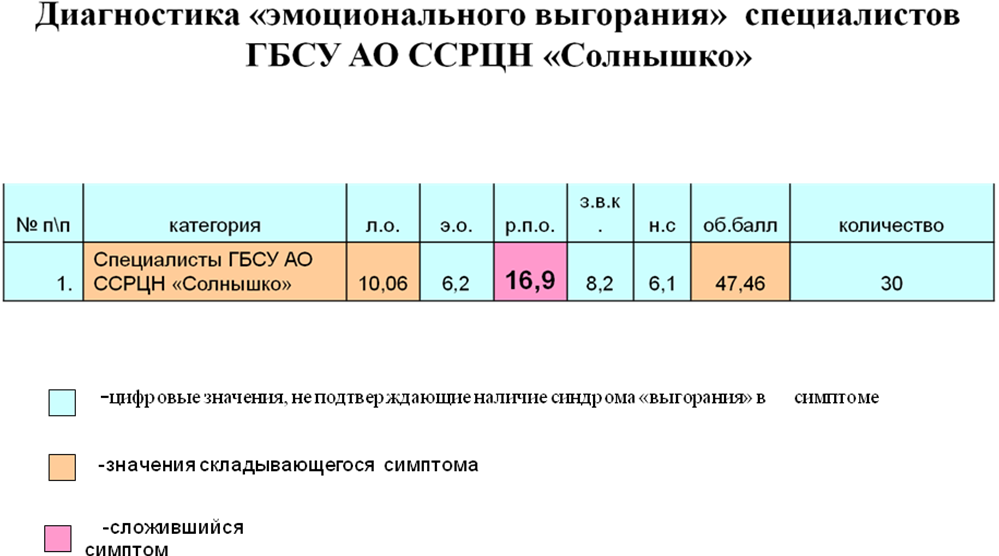 Диагностика «эмоционального выгорания» специалистов
ГБСУ АО ССРЦН «Солнышко»
№ п\п категория л.о. э.о. р.п.о. з.в.к . н.с об.балл количество
1. Специалисты ГБСУ АО ССРЦН «Солнышко» 10,06 6,2 16,9 8,2 6,1 47,46 30
-цифровые значения, не подтверждающие наличие синдрома «выгорания» в симптоме
-значения складывающегося симптома
-сложившийся
симптом